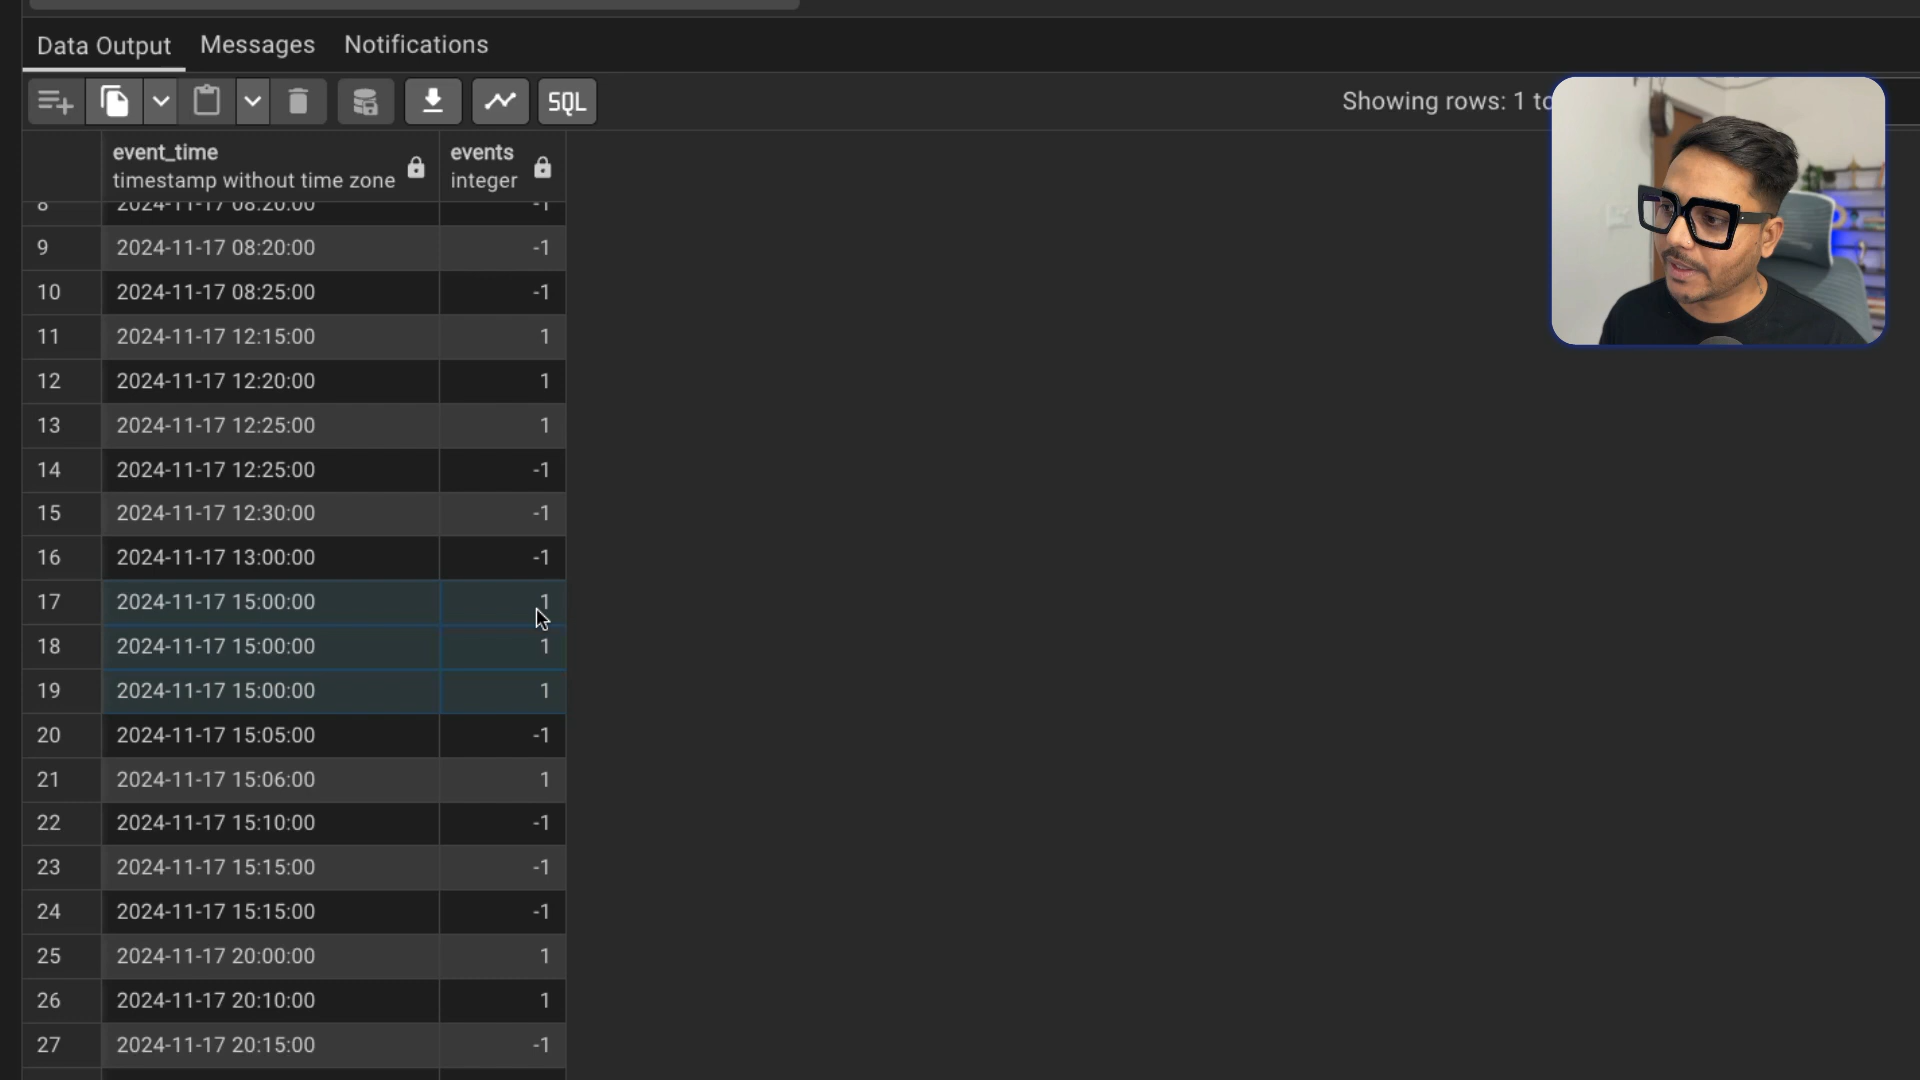 Data Output Messages Notifications
SQL Showing rows: 1 to
event_time events
timestamp without time zone integer
8 2024-11-17 08:20:00 -1
9 2024-11-17 08:20:00 -1
10 2024-11-17 08:25:00 -1
11 2024-11-17 12:15:00 1
12 2024-11-17 12:20:00 1
13 2024-11-17 12:25:00 1
14 2024-11-17 12:25:00 -1
15 2024-11-17 12:30:00 -1
16 2024-11-17 13:00:00 -1
17 2024-11-17 15:00:00 1
18 2024-11-17 15:00:00 1
19 2024-11-17 15:00:00 1
20 2024-11-17 15:05:00 -1
21 2024-11-17 15:06:00 1
22 2024-11-17 15:10:00 -1
23 2024-11-17 15:15:00 -1
24 2024-11-17 15:15:00 -1
25 2024-11-17 20:00:00 1
26 2024-11-17 20:10:00 1
27 2024-11-17 20:15:00 -1